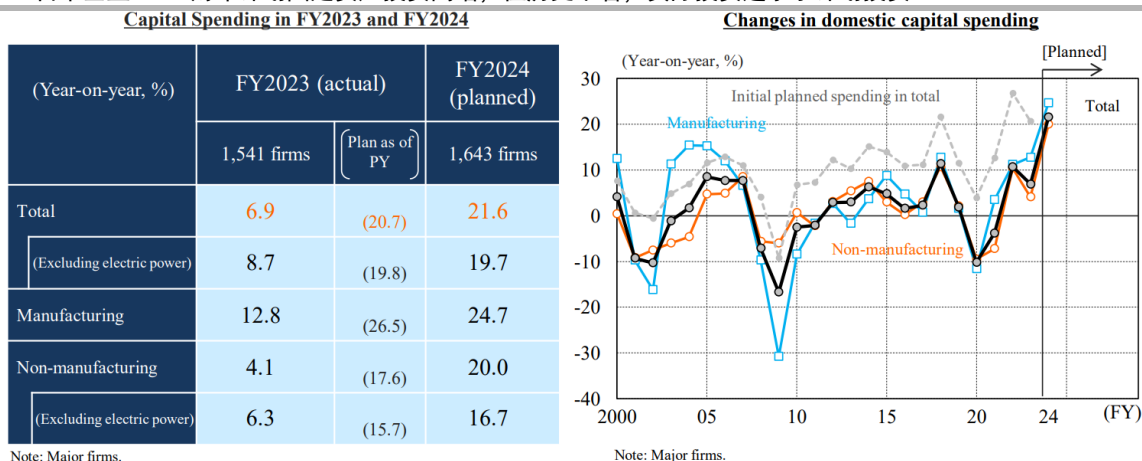 Capital Spending in FY2023 and FY2024
(Year-on-year, %)
FY2023 (actual)
FY2024
(planned)
1,541 firms
Plan as of
PY
1,643 firms
Total
6.9
(20.7)
21.6
(Excluding electric power)
8.7
(19.8)
19.7
Manufacturing
12.8
(26.5)
24.7
Non-manufacturing
4.1
(17.6)
20.0
(Excluding electric power)
6.3
(15.7)
16.7
Note: Major firms.
Changes in domestic capital spending
[Planned]
(Year-on-year, %)
30
20
10
0
-10
-20
-30
-40
Initial planned spending in total
Manufacturing
Total
Non-manufacturing
2000
05
10
15
20
24
(FY)
Note: Major firms.